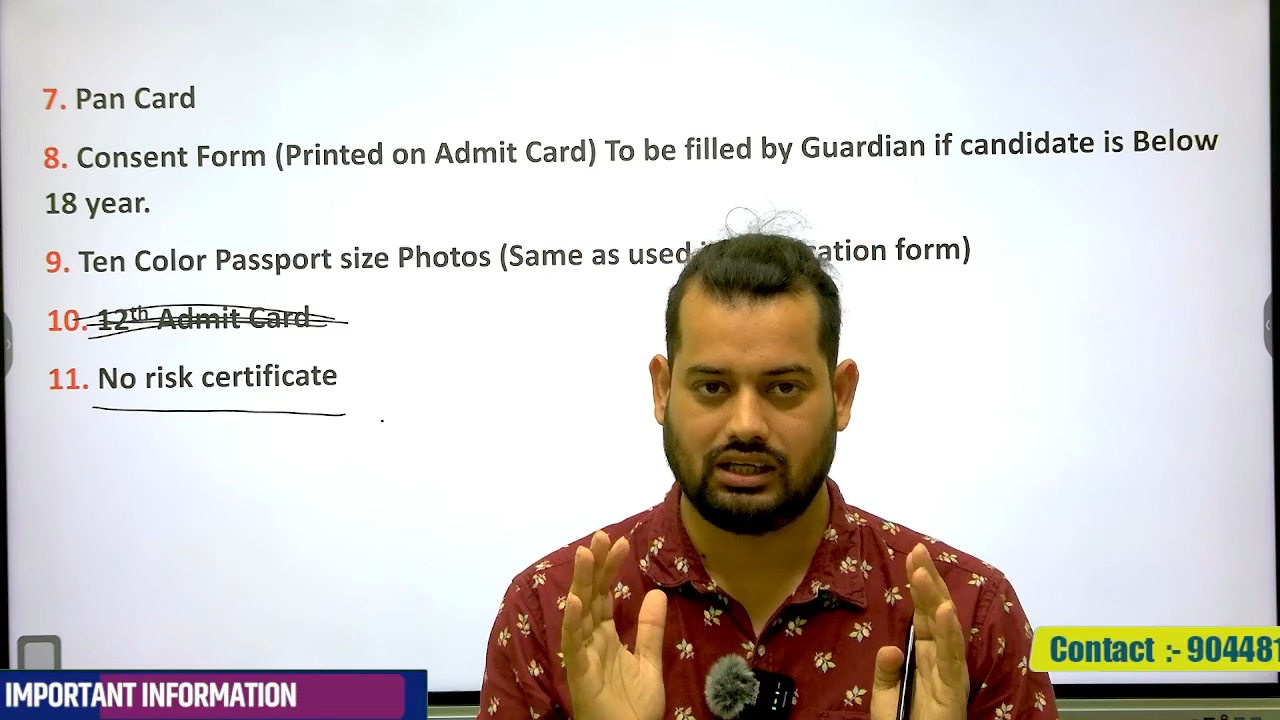 7. Pan Card
8. Consent Form (Printed on Admit Card) To be filled by Guardian if candidate is Below
18 year.
9. Ten Color Passport size Photos (Same as used form)
10. 12th Admit Card
11. No risk certificate
IMPORTANT INFORMATION
Contact :- 904481